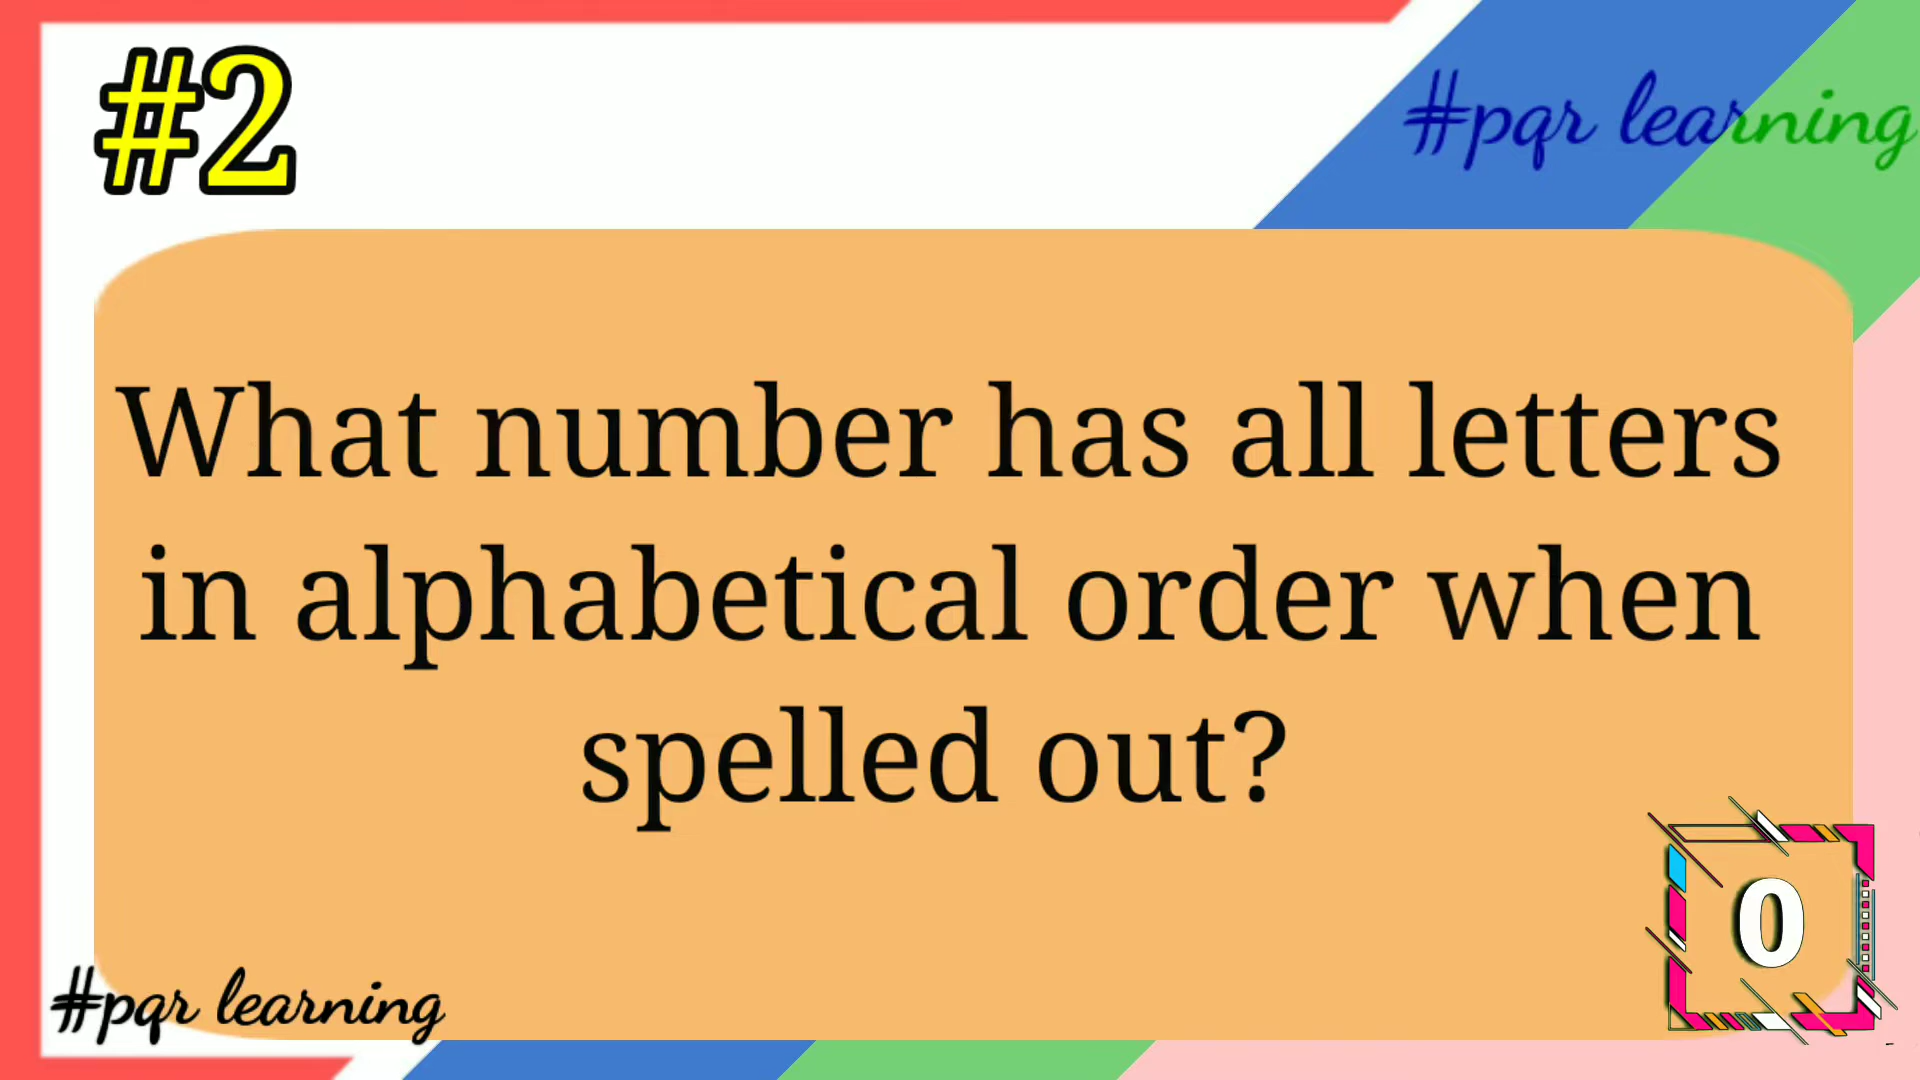 #2
#pqr learning
What number has all letters
in alphabetical order when
spelled out?
0
#pqr learning